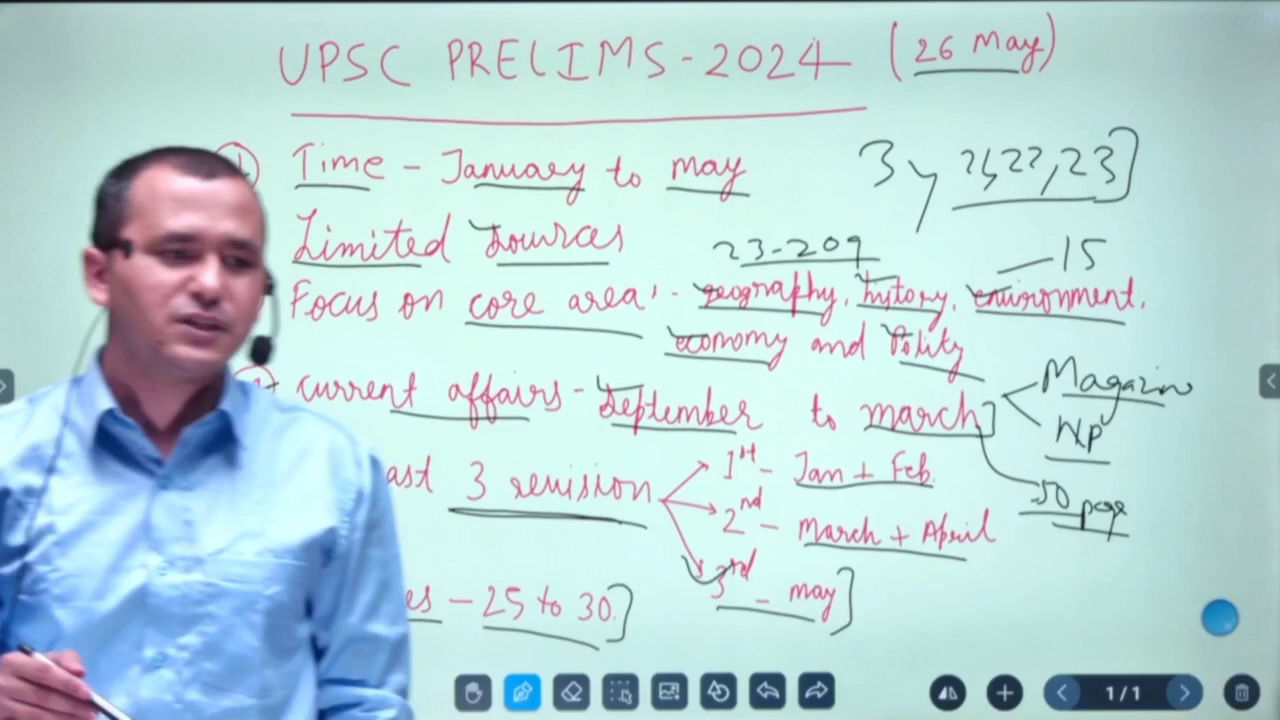 UPSC PRELIMS-2024 (26 May)
Time - January to may
3 y 21,22,23]
Limited Sources
23-209
15
Focus on core area - geography, history, environment,
economy and Polity
current affairs - September to march]
Magazine
NP
50 page
ast 3 revision
1st - Jan + Feb
2nd - March + April
3rd - may]
es - 25 to 30.]
1/1